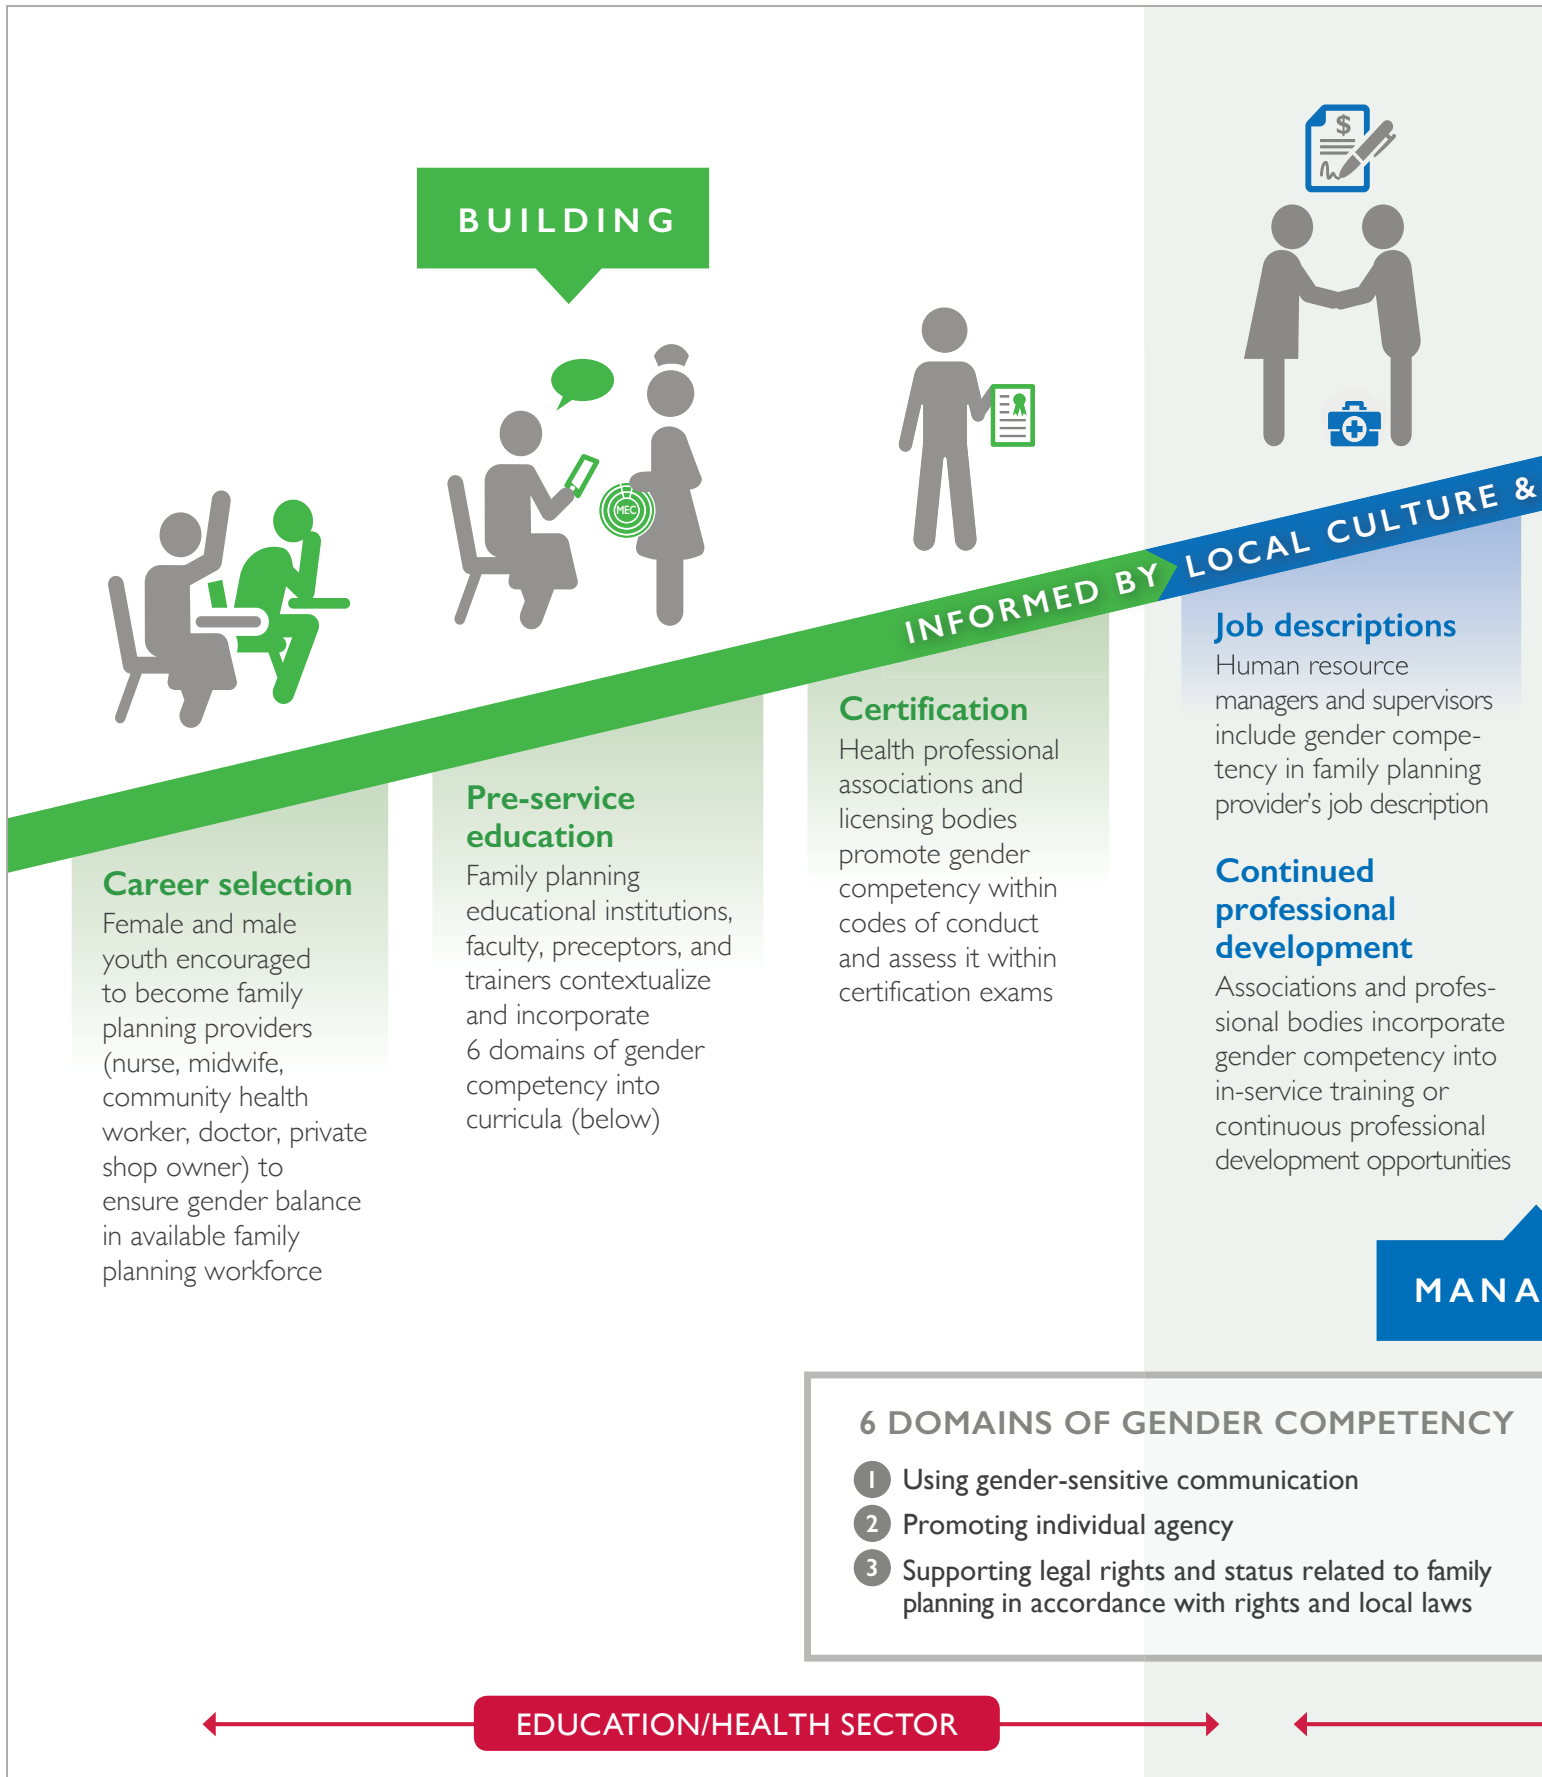 $
BUILDING
MEC
INFORMED BY LOCAL CULTURE &
Career selection
Female and male
youth encouraged
to become family
planning providers
(nurse, midwife,
community health
worker, doctor, private
shop owner) to
ensure gender balance
in available family
planning workforce
Pre-service
education
Family planning
educational institutions,
faculty, preceptors, and
trainers contextualize
and incorporate
6 domains of gender
competency into
curricula (below)
Certification
Health professional
associations and
licensing bodies
promote gender
competency within
codes of conduct
and assess it within
certification exams
Job descriptions
Human resource
managers and supervisors
include gender compe-
tency in family planning
provider's job description
Continued
professional
development
Associations and profes-
sional bodies incorporate
gender competency into
in-service training or
continuous professional
development opportunities
MANA
6 DOMAINS OF GENDER COMPETENCY
1 Using gender-sensitive communication
2 Promoting individual agency
3 Supporting legal rights and status related to family
planning in accordance with rights and local laws
EDUCATION/HEALTH SECTOR